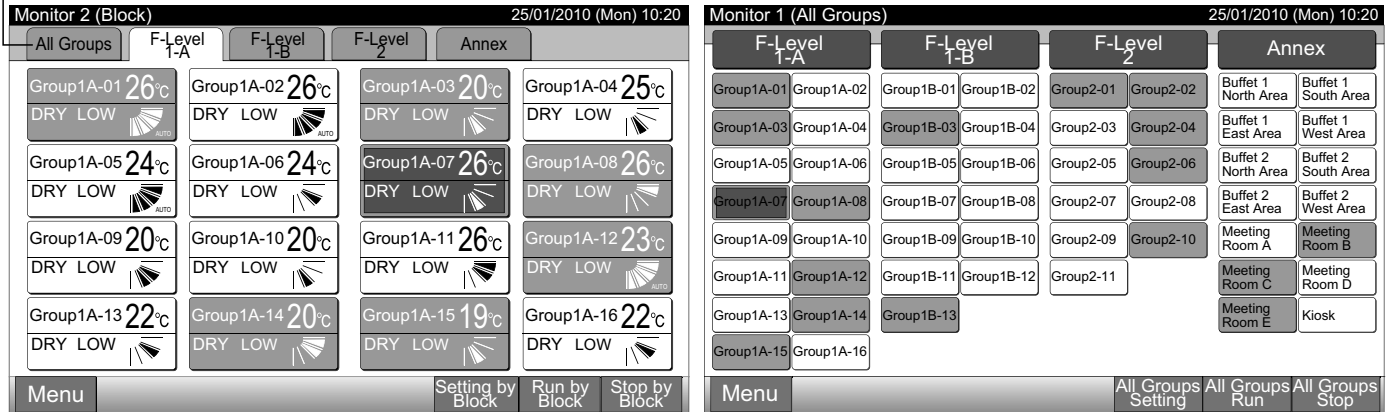 Monitor 2 (Block) 25/01/2010 (Mon) 10:20
All Groups F-Level 1-A F-Level 1-B F-Level 2 Annex
Group1A-01 26°C Group1A-02 26°C Group1A-03 20°C Group1A-04 25°C
DRY LOW AUTO DRY LOW AUTO DRY LOW DRY LOW
Group1A-05 24°C Group1A-06 24°C Group1A-07 26°C Group1A-08 26°C
DRY LOW AUTO DRY LOW DRY LOW DRY LOW
Group1A-09 20°C Group1A-10 20°C Group1A-11 26°C Group1A-12 23°C
DRY LOW DRY LOW DRY LOW DRY LOW AUTO
Group1A-13 22°C Group1A-14 20°C Group1A-15 19°C Group1A-16 22°C
DRY LOW DRY LOW DRY LOW DRY LOW
Menu Setting by Block Run by Block Stop by Block
Monitor 1 (All Groups) 25/01/2010 (Mon) 10:20
F-Level 1-A F-Level 1-B F-Level 2 Annex
Group1A-01 Group1A-02 Group1B-01 Group1B-02 Group2-01 Group2-02 Buffet 1 North Area Buffet 1 South Area
Group1A-03 Group1A-04 Group1B-03 Group1B-04 Group2-03 Group2-04 Buffet 1 East Area Buffet 1 West Area
Group1A-05 Group1A-06 Group1B-05 Group1B-06 Group2-05 Group2-06 Buffet 2 North Area Buffet 2 South Area
Group1A-07 Group1A-08 Group1B-07 Group1B-08 Group2-07 Group2-08 Buffet 2 East Area Buffet 2 West Area
Group1A-09 Group1A-10 Group1B-09 Group1B-10 Group2-09 Group2-10 Meeting Room A Meeting Room B
Group1A-11 Group1A-12 Group1B-11 Group1B-12 Group2-11 Meeting Room C Meeting Room D
Group1A-13 Group1A-14 Group1B-13 Meeting Room E Kiosk
Group1A-15 Group1A-16
Menu All Groups Setting All Groups Run All Groups Stop